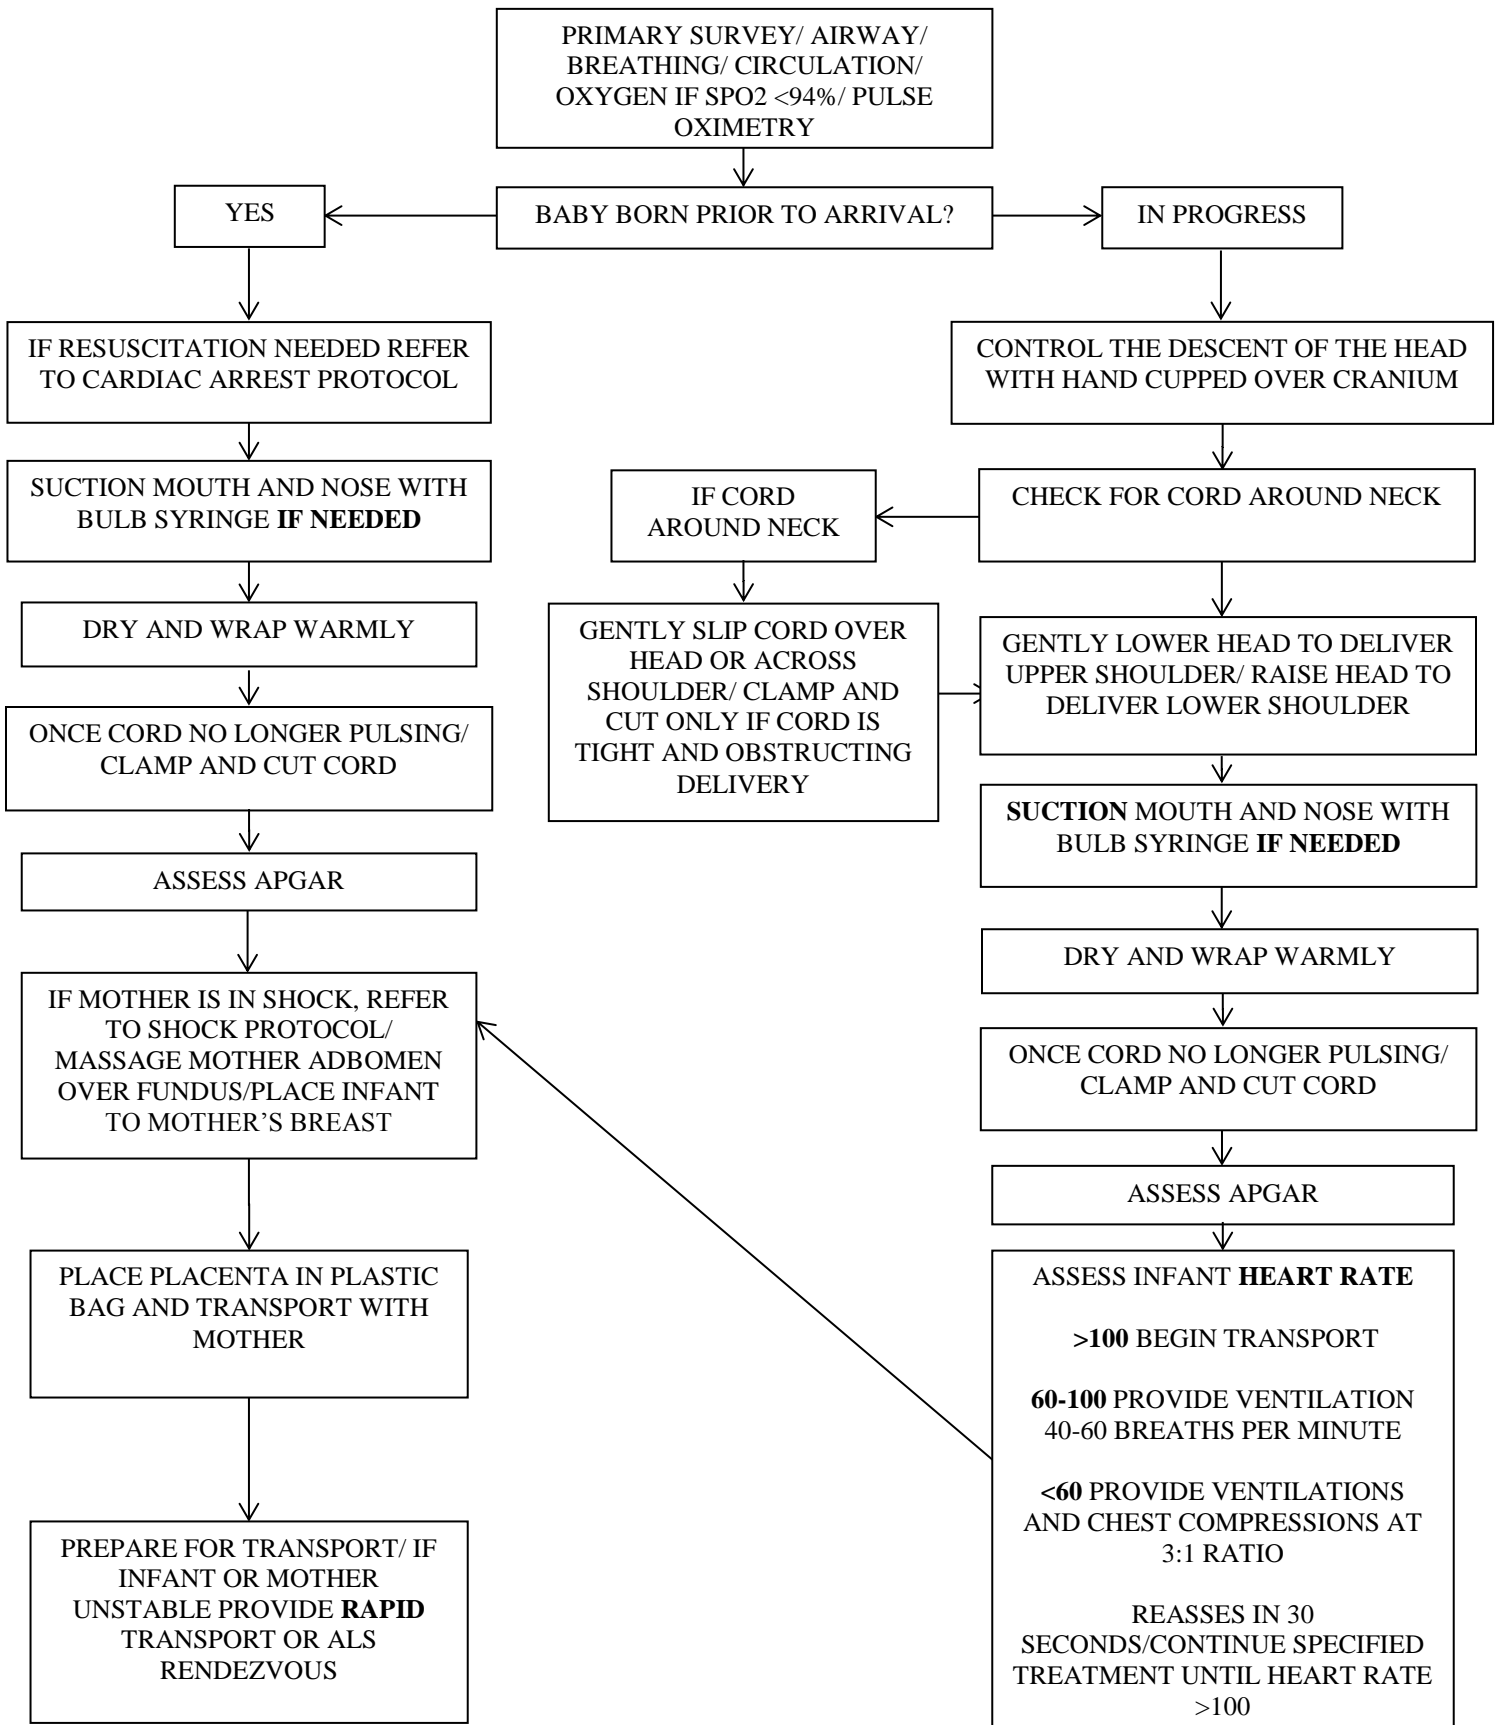 PRIMARY SURVEY/ AIRWAY/
BREATHING/ CIRCULATION/
OXYGEN IF SPO2 <94%/ PULSE
OXIMETRY
YES
BABY BORN PRIOR TO ARRIVAL?
IN PROGRESS
IF RESUSCITATION NEEDED REFER
TO CARDIAC ARREST PROTOCOL
SUCTION MOUTH AND NOSE WITH
BULB SYRINGE IF NEEDED
DRY AND WRAP WARMLY
ONCE CORD NO LONGER PULSING/
CLAMP AND CUT CORD
ASSESS APGAR
IF MOTHER IS IN SHOCK, REFER
TO SHOCK PROTOCOL/
MASSAGE MOTHER ADBOMEN
OVER FUNDUS/PLACE INFANT
TO MOTHER’S BREAST
PLACE PLACENTA IN PLASTIC
BAG AND TRANSPORT WITH
MOTHER
PREPARE FOR TRANSPORT/ IF
INFANT OR MOTHER
UNSTABLE PROVIDE RAPID
TRANSPORT OR ALS
RENDEZVOUS
CONTROL THE DESCENT OF THE HEAD
WITH HAND CUPPED OVER CRANIUM
CHECK FOR CORD AROUND NECK
IF CORD
AROUND NECK
GENTLY SLIP CORD OVER
HEAD OR ACROSS
SHOULDER/ CLAMP AND
CUT ONLY IF CORD IS
TIGHT AND OBSTRUCTING
DELIVERY
GENTLY LOWER HEAD TO DELIVER
UPPER SHOULDER/ RAISE HEAD TO
DELIVER LOWER SHOULDER
SUCTION MOUTH AND NOSE WITH
BULB SYRINGE IF NEEDED
DRY AND WRAP WARMLY
ONCE CORD NO LONGER PULSING/
CLAMP AND CUT CORD
ASSESS APGAR
ASSESS INFANT HEART RATE
>100 BEGIN TRANSPORT
60-100 PROVIDE VENTILATION
40-60 BREATHS PER MINUTE
<60 PROVIDE VENTILATIONS
AND CHEST COMPRESSIONS AT
3:1 RATIO
REASSES IN 30
SECONDS/CONTINUE SPECIFIED
TREATMENT UNTIL HEART RATE
>100